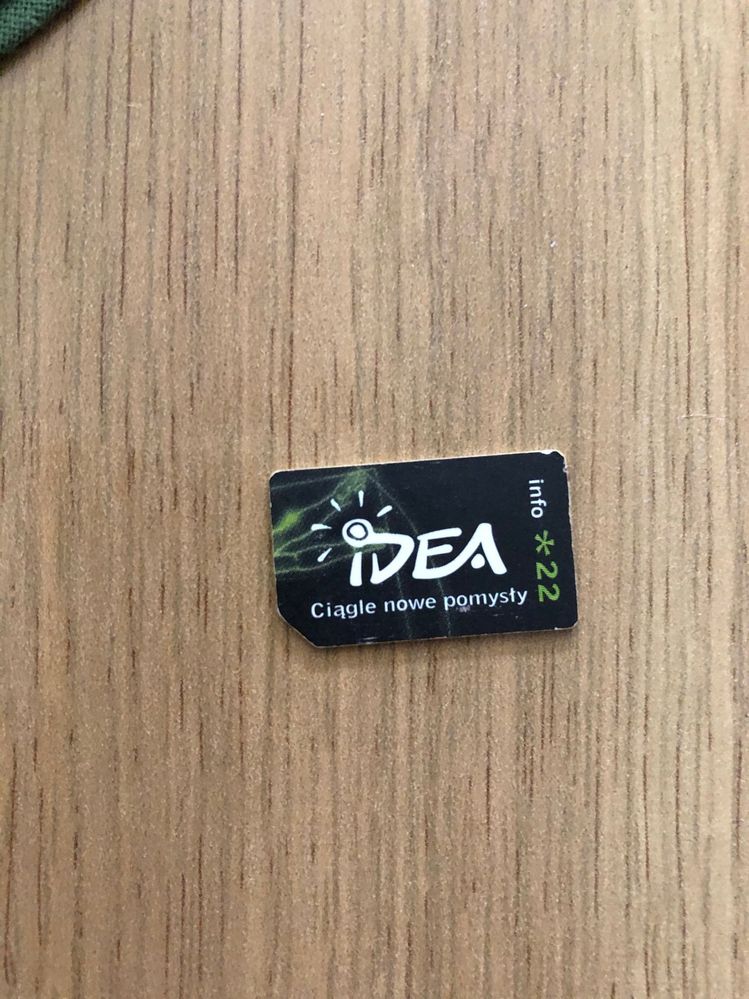 iDEA
Ciągle nowe pomysły
info *22